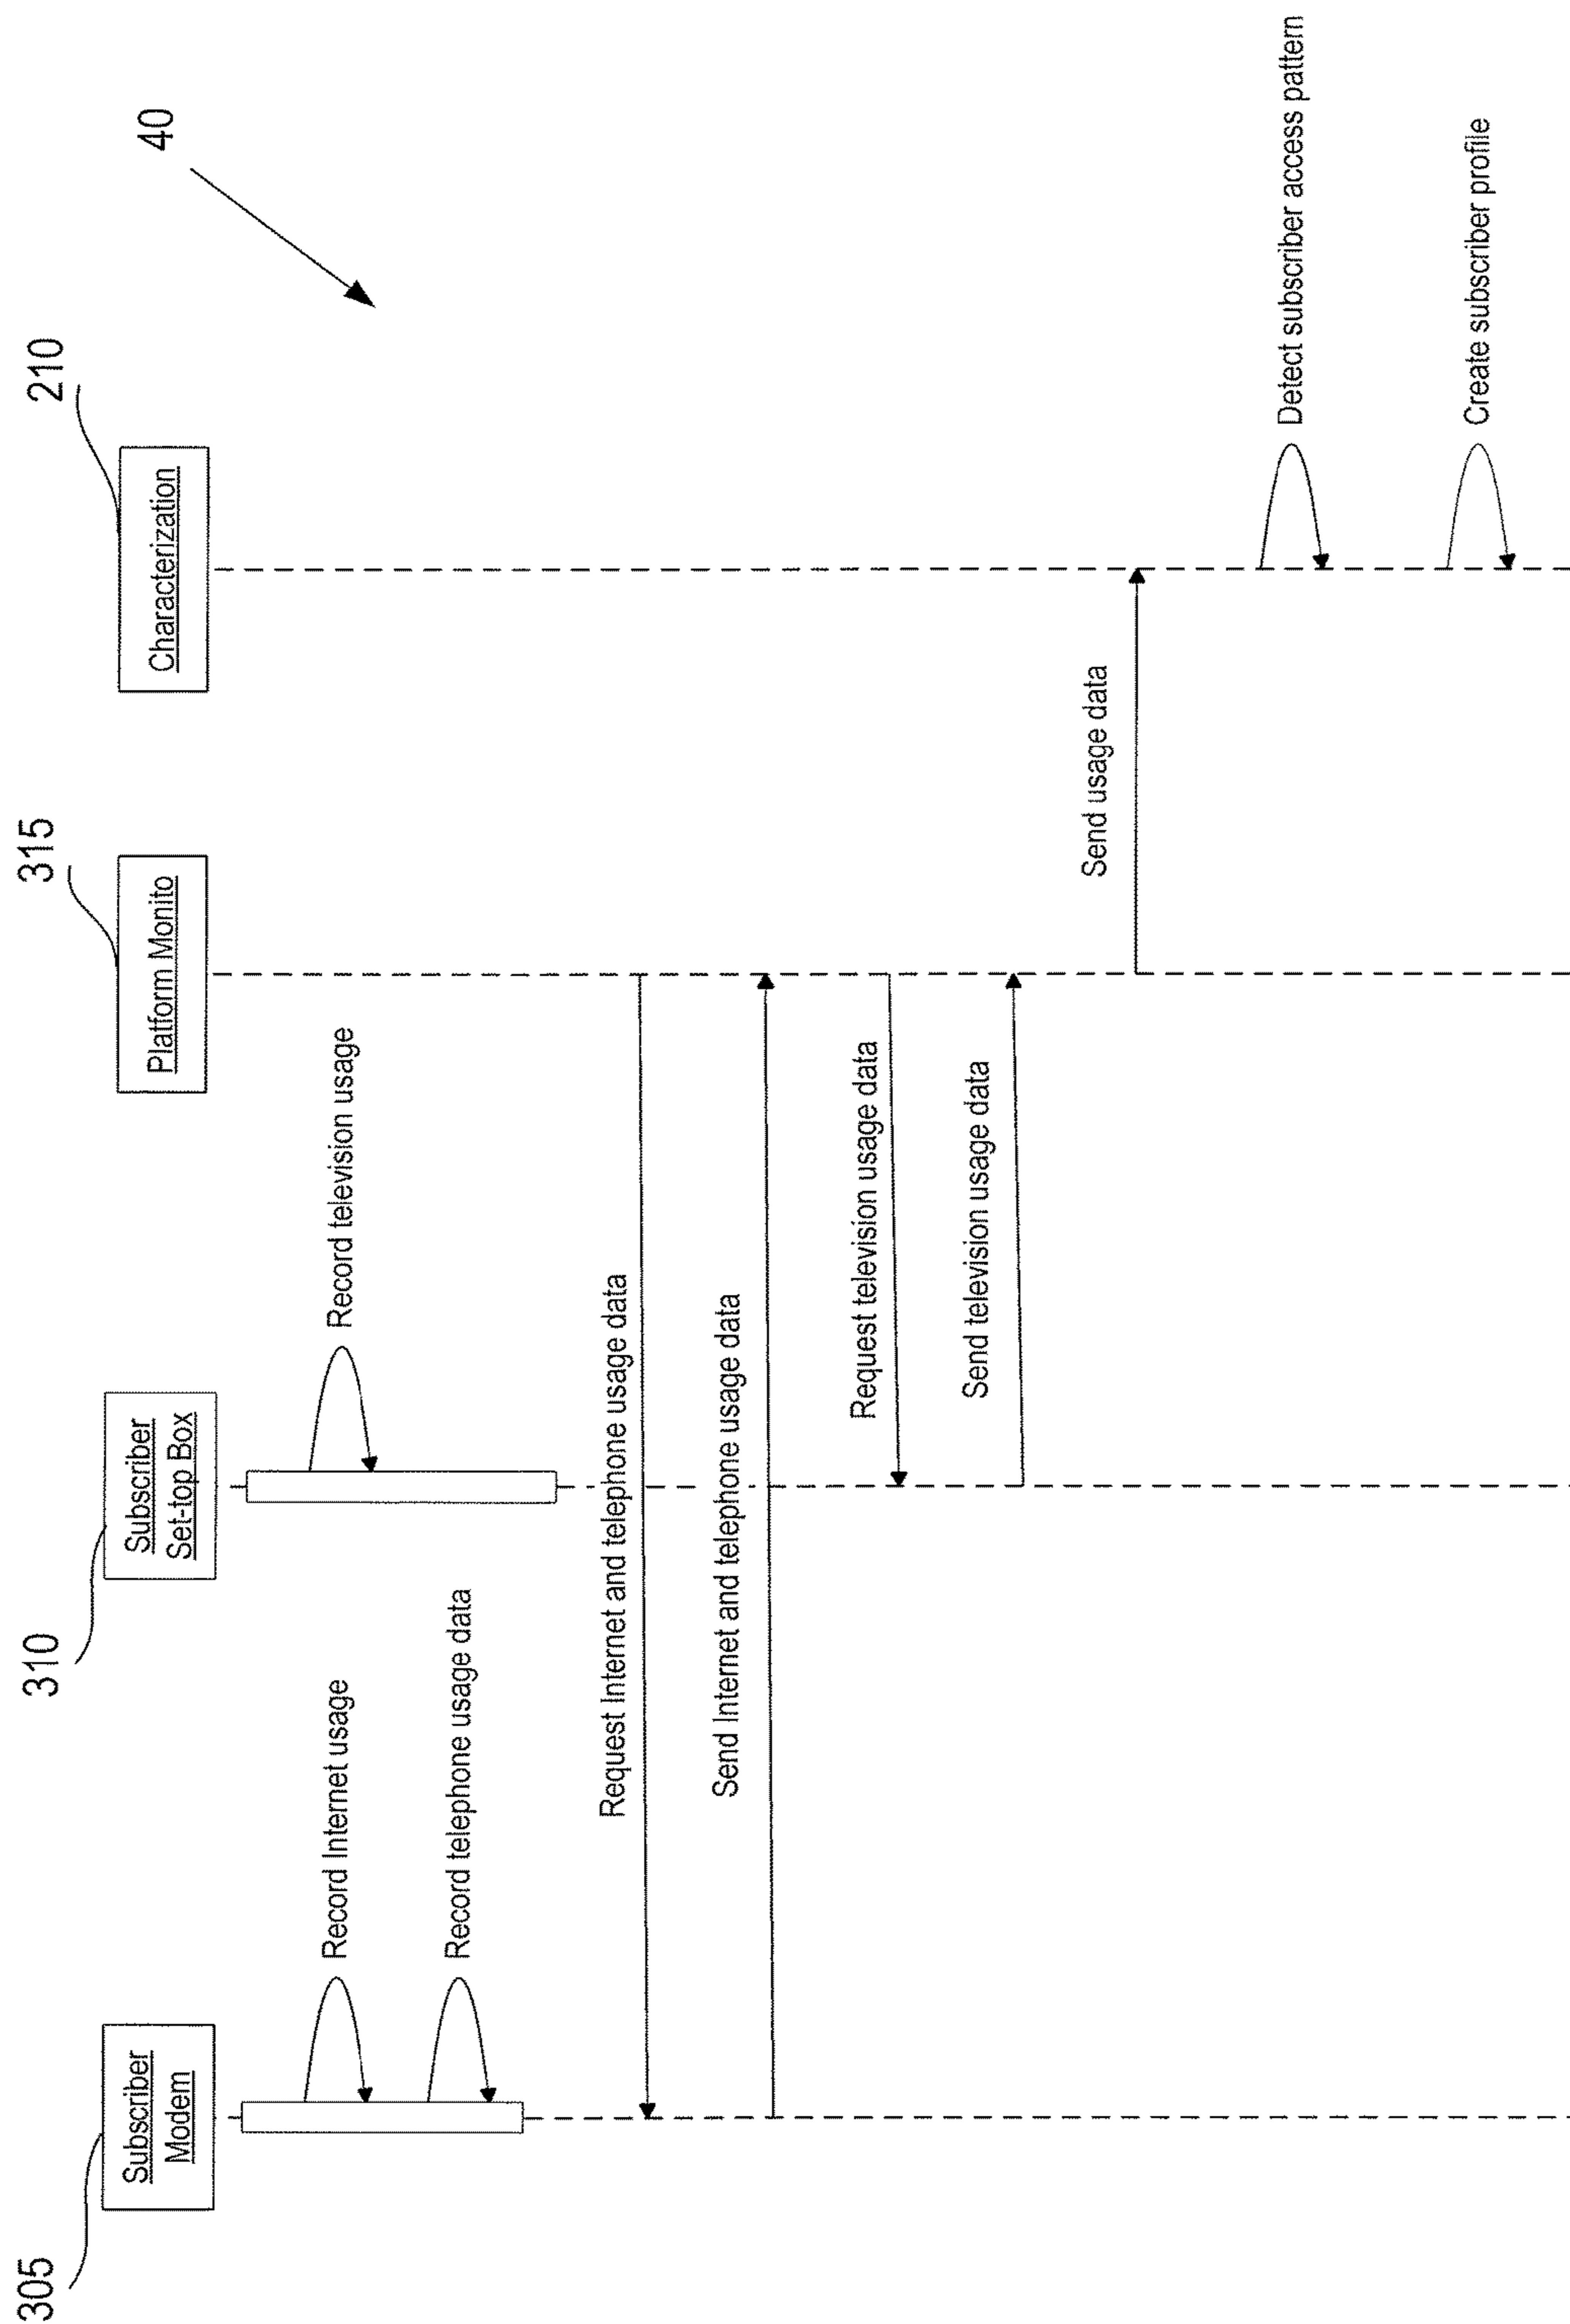 40
305
310
315
210
Subscriber
Modem
Subscriber
Set-top Box
Platform Monito
Characterization
Record Internet usage
Record television usage
Record telephone usage data
Request Internet and telephone usage data
Send Internet and telephone usage data
Request television usage data
Send television usage data
Send usage data
Detect subscriber access pattern
Create subscriber profile